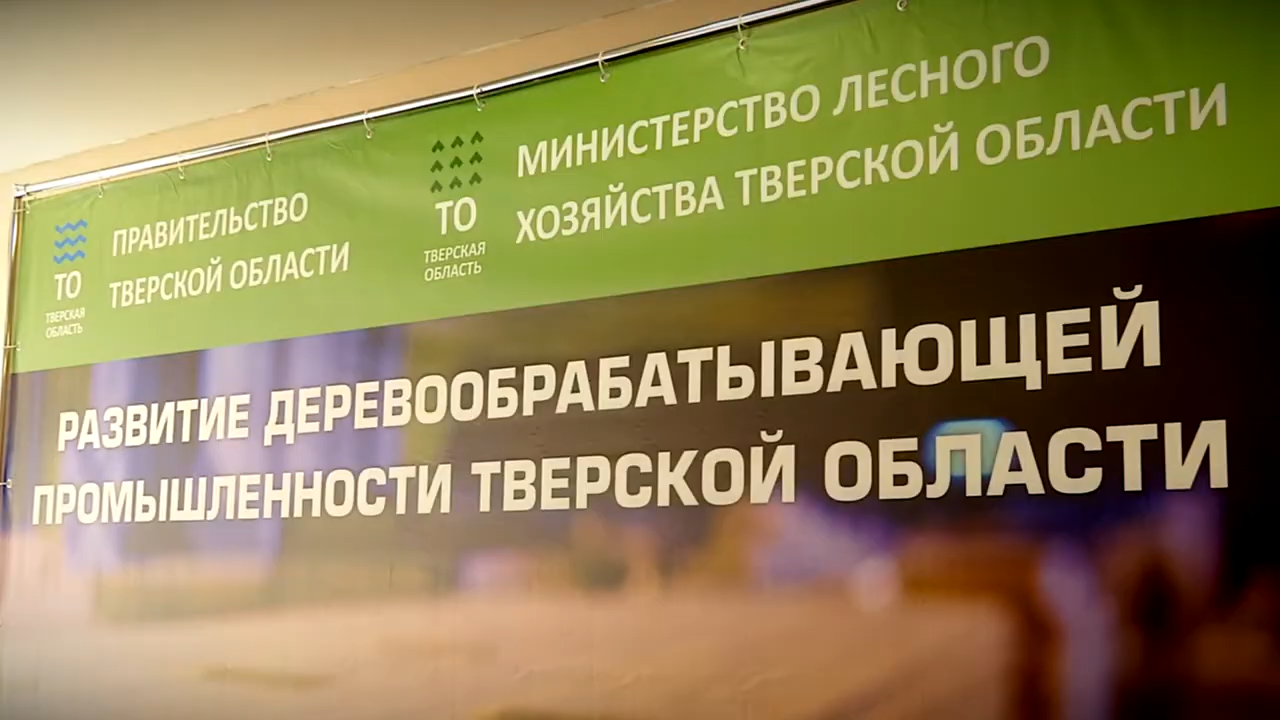 ПРАВИТЕЛЬСТВО
ТВЕРСКОЙ ОБЛАСТИ
ТО
ТВЕРСКАЯ
ОБЛАСТЬ
МИНИСТЕРСТВО ЛЕСНОГО
ХОЗЯЙСТВА ТВЕРСКОЙ ОБЛАСТИ
ТО
ТВЕРСКАЯ
ОБЛАСТЬ
РАЗВИТИЕ ДЕРЕВООБРАБАТЫВАЮЩЕЙ
ПРОМЫШЛЕННОСТИ ТВЕРСКОЙ ОБЛАСТИ